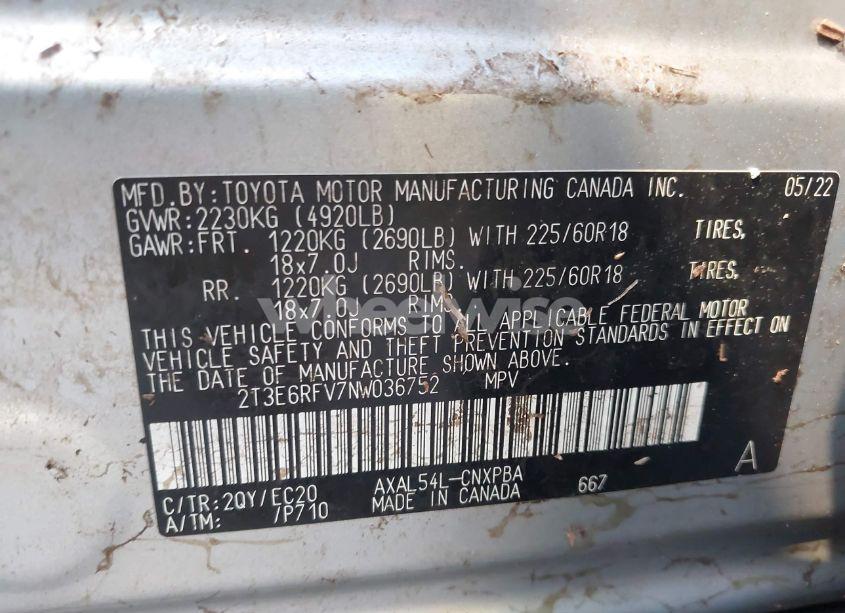 MFD.BY:TOYOTA MOTOR MANUFACTURING CANADA INC. 05/22
GVWR:2230KG (4920LB)
GAWR:FRT. 1220KG (2690LB) WITH 225/60R18 TIRES,
18x7.0J RIMS.
RR. 1220KG (2690LB) WITH 225/60R18 TIRES,
18x7.0J RIMS
wheelwise
THIS VEHICLE CONFORMS TO ALL APPLICABLE FEDERAL MOTOR
VEHICLE SAFETY AND THEFT PREVENTION STANDARDS IN EFFECT ON
THE DATE OF MANUFACTURE SHOWN ABOVE.
2T3E6RFV7NW036752 MPV
A
C/TR:2QY/EC20 AXAL54L-CNXPBA 667
A/TM: /P710 MADE IN CANADA